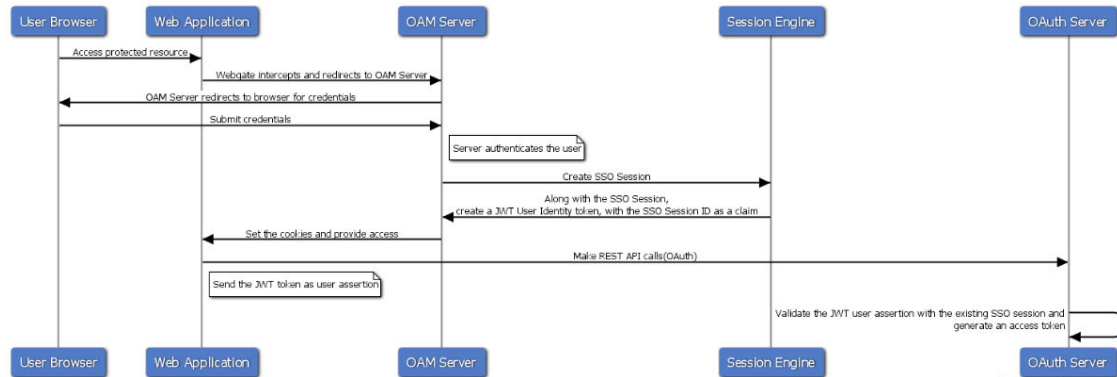 User Browser
Web Application
OAM Server
Session Engine
OAuth Server
Access protected resource
Webgate intercepts and redirects to OAM Server
OAM Server redirects to browser for credentials
Submit credentials
Server authenticates the user
Create SSO Session
Along with the SSO Session,
create a JWT User Identity token, with the SSO Session ID as a claim
Set the cookies and provide access
Make REST API calls(OAuth)
Send the JWT token as user assertion
Validate the JWT user assertion with the existing SSO session and
generate an access token
User Browser
Web Application
OAM Server
Session Engine
OAuth Server